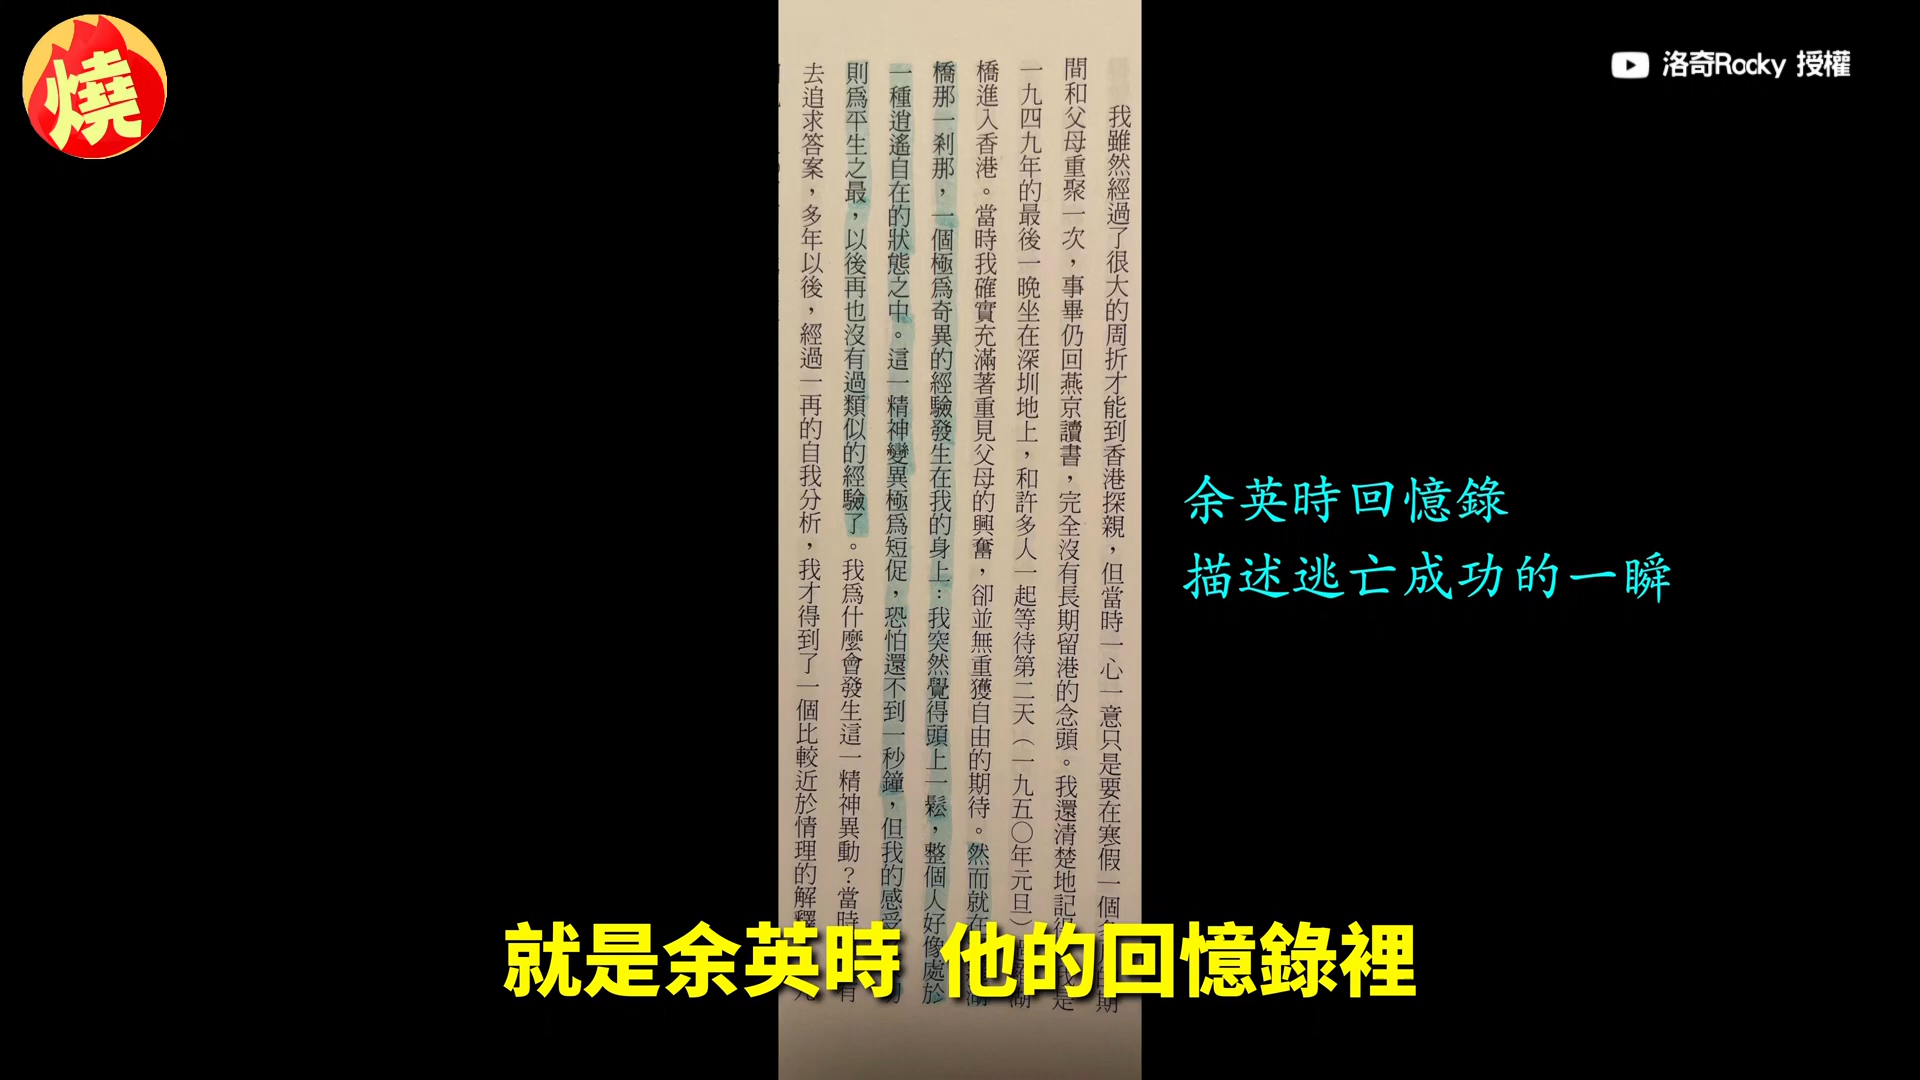 燒
洛奇Rocky 授權
我雖然經過了很大的周折才能到香港探親，但當時一心一意只是要在寒假一個
間和父母重聚一次，事畢仍回燕京讀書，完全沒有長期留港的念頭。我還清楚地記
一九四九年的最後一晚坐在深圳地上，和許多人一起等待第二天（一九五〇年元旦）
橋進入香港。當時我確實充滿著重見父母的興奮，卻並無重獲自由的期待。然而就在
橋那一剎那，一個極為奇異的經驗發生在我的身上：我突然覺得頭上一鬆，整個人好像處於
一種逍遙自在的狀態之中。這一精神變異極為短促，恐怕還不到一秒鐘，但我的感受
則為平生之最，以後再也沒有過類似的經驗了。我為什麼會發生這一精神異動？當時
去追求答案，多年以後，經過一再的自我分析，我才得到了一個比較近於情理的解釋
余英時回憶錄
描述逃亡成功的一瞬
就是余英時 他的回憶錄裡